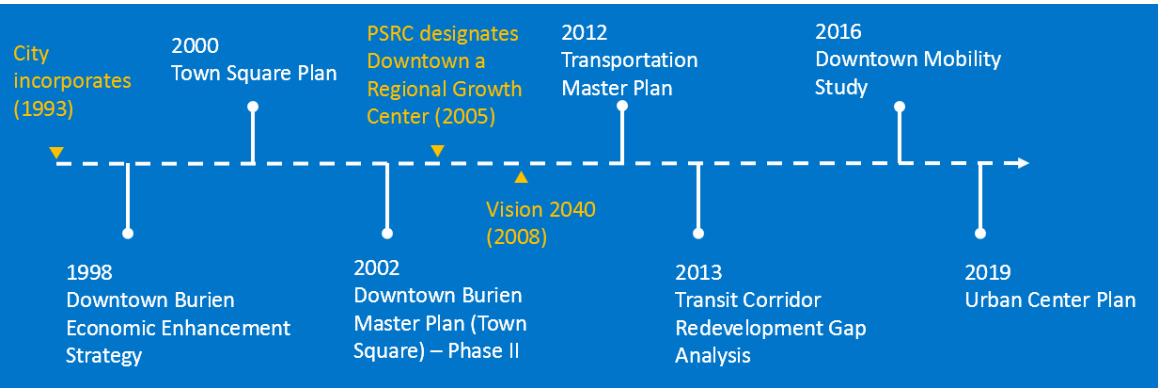 City
incorporates
(1993)
2000
Town Square Plan
PSRC designates
Downtown a
Regional Growth
Center (2005)
2012
Transportation
Master Plan
2016
Downtown Mobility
Study
Vision 2040
(2008)
1998
Downtown Burien
Economic Enhancement
Strategy
2002
Downtown Burien
Master Plan (Town
Square) – Phase II
2013
Transit Corridor
Redevelopment Gap
Analysis
2019
Urban Center Plan